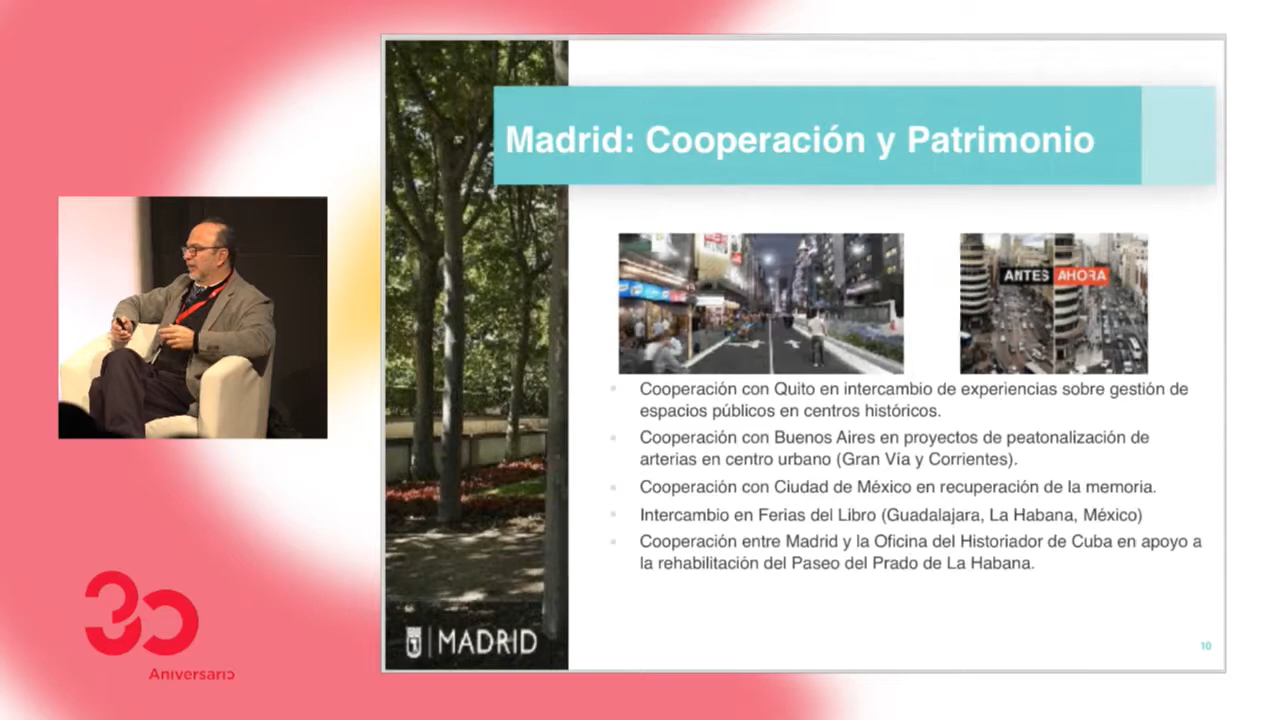 Madrid: Cooperación y Patrimonio
ANTES AHORA
Cooperación con Quito en intercambio de experiencias sobre gestión de
espacios públicos en centros históricos.
Cooperación con Buenos Aires en proyectos de peatonalización de
arterias en centro urbano (Gran Vía y Corrientes).
Cooperación con Ciudad de México en recuperación de la memoria.
Intercambio en Ferias del Libro (Guadalajara, La Habana, México)
Cooperación entre Madrid y la Oficina del Historiador de Cuba en apoyo a
la rehabilitación del Paseo del Prado de La Habana.
MADRID
10
30
Aniversario